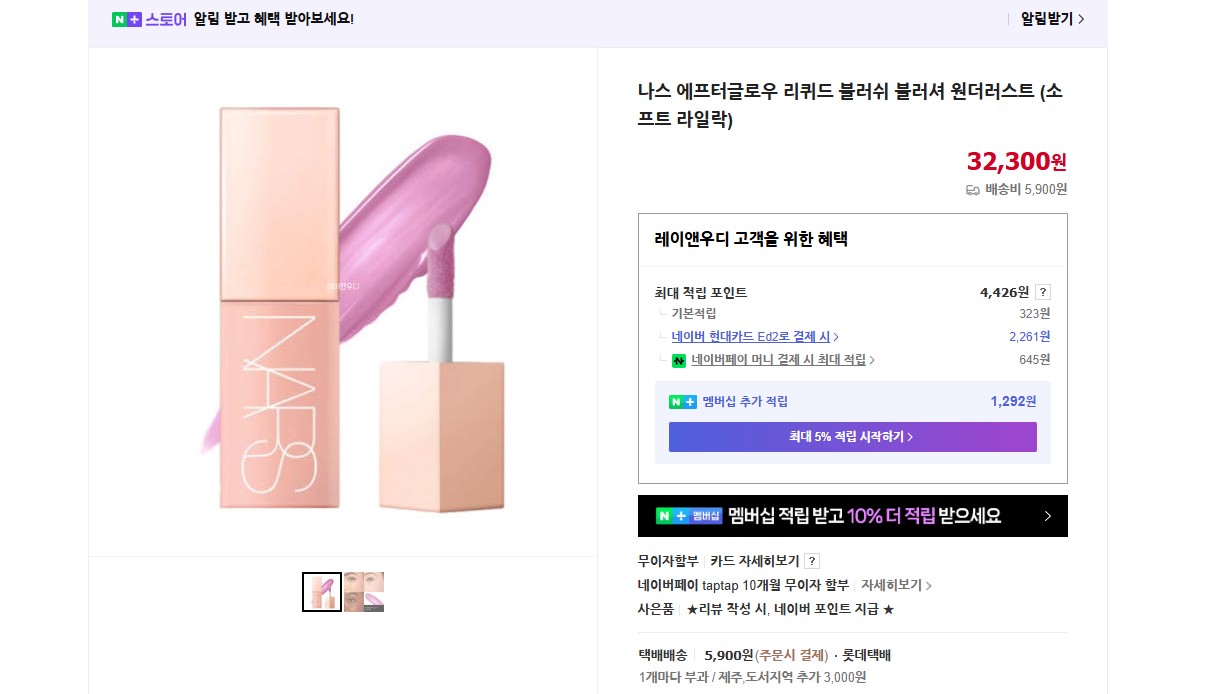 N+ 스토어 알림 받고 혜택 받아보세요!
알림받기 >
나스 에프터글로우 리퀴드 블러쉬 블러셔 원더러스트 (소
프트 라일락)
32,300원
배송비 5,900원
레이앤우디
NARS
레이앤우디 고객을 위한 혜택
최대 적립 포인트 4,426원 ?
기본적립 323원
네이버 현대카드 Ed2로 결제 시 > 2,261원
네이버페이 머니 결제 시 최대 적립 > 645원
N+ 멤버십 추가 적립 1,292원
최대 5% 적립 시작하기 >
N+ 멤버십 멤버십 적립 받고 10% 더 적립 받으세요 >
무이자할부 카드 자세히보기 ?
네이버페이 taptap 10개월 무이자 할부 자세히보기 >
사은품 ★리뷰 작성 시, 네이버 포인트 지급 ★
택배배송 5,900원(주문시 결제) · 롯데택배
1개마다 부과 / 제주,도서지역 추가 3,000원